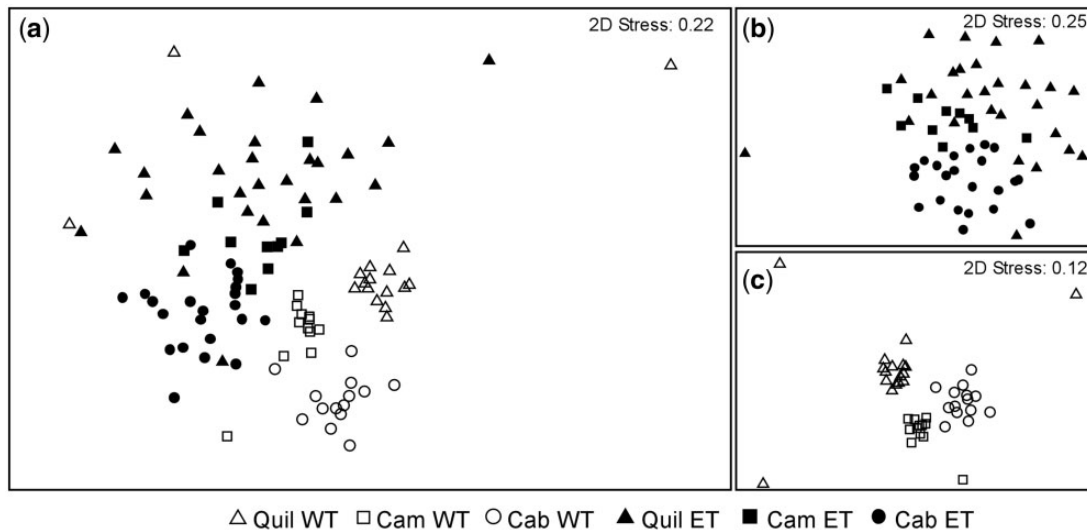 (a)
2D Stress: 0.22
(b)
2D Stress: 0.25
(c)
2D Stress: 0.12
△ Quil WT □ Cam WT ○ Cab WT ▲ Quil ET ■ Cam ET ● Cab ET